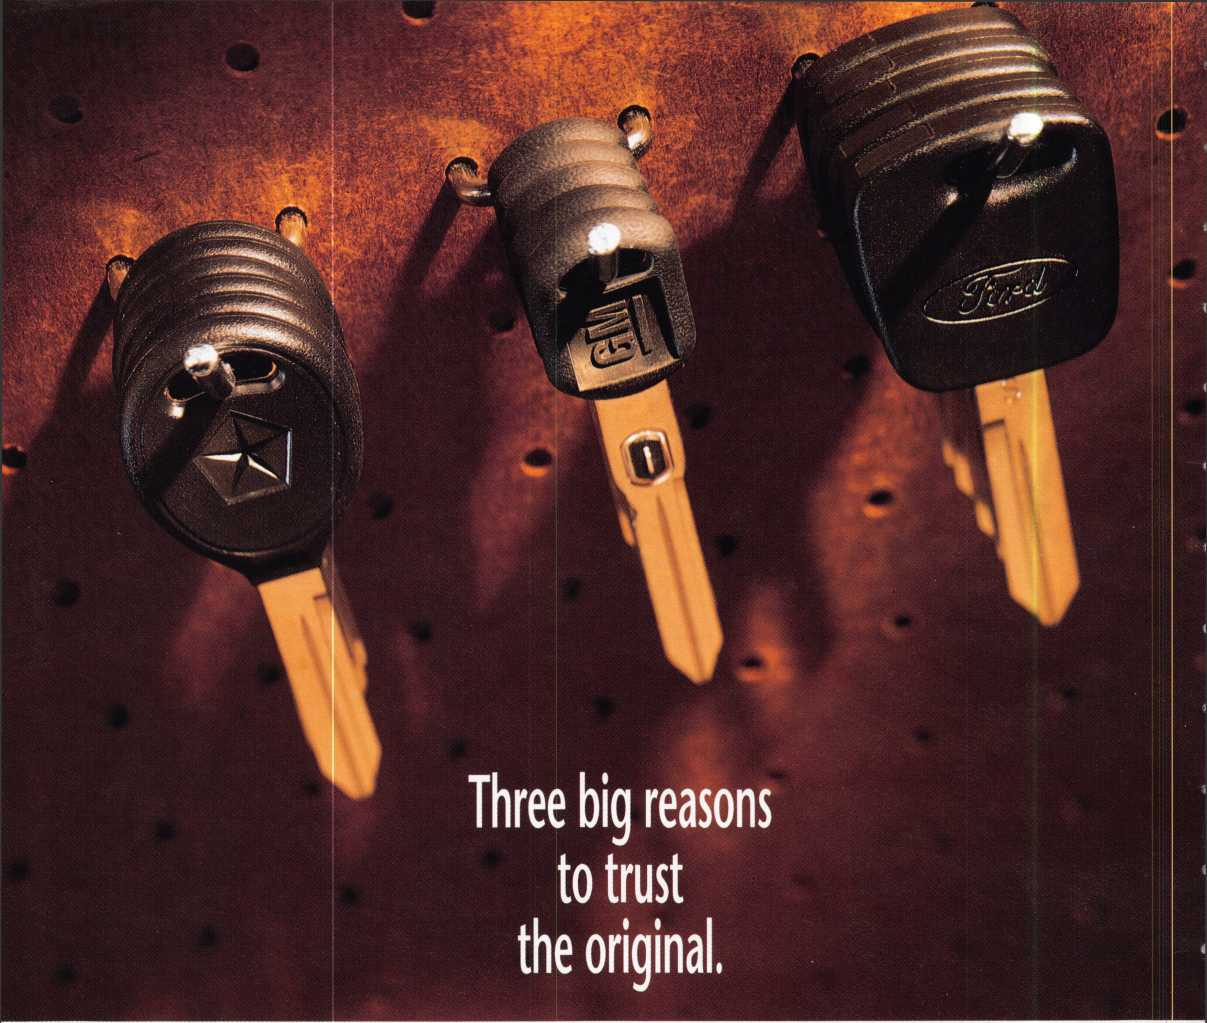 GM
Ford
Three big reasons
to trust
the original.